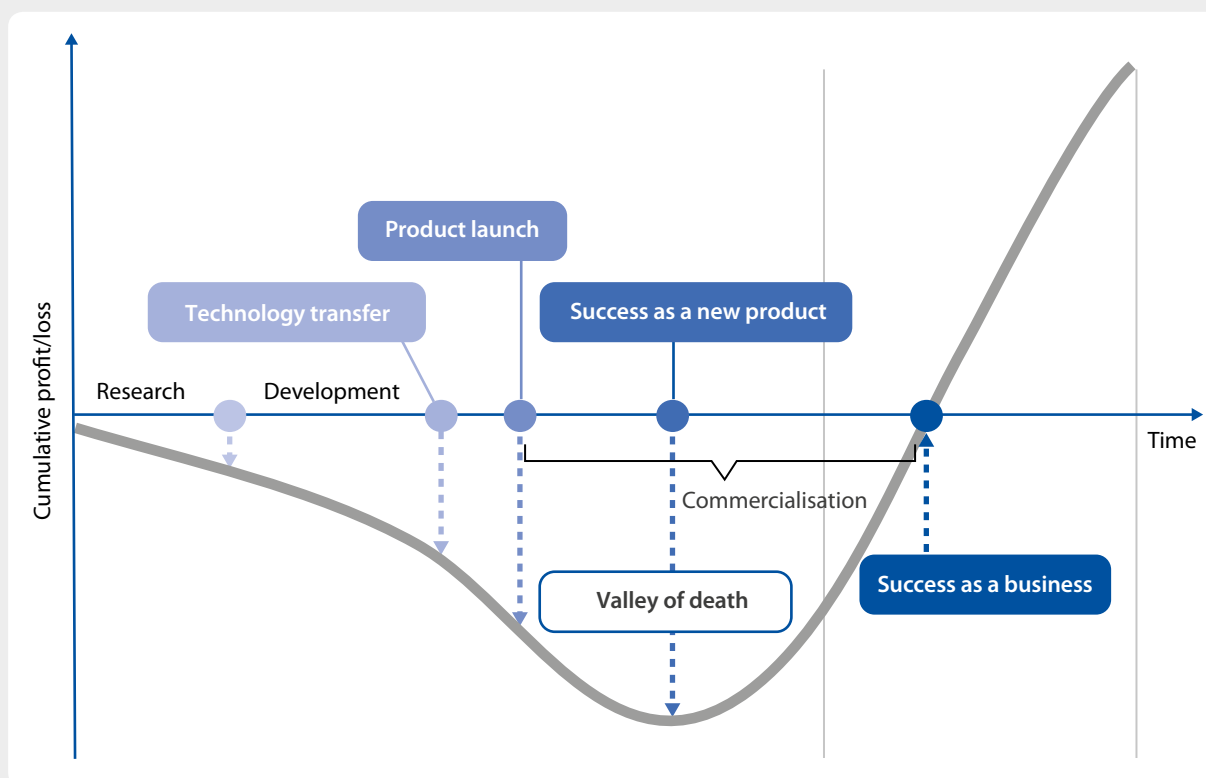 Product launch
Technology transfer
Success as a new product
Cumulative profit/loss
Research
Development
Time
Commercialisation
Valley of death
Success as a business